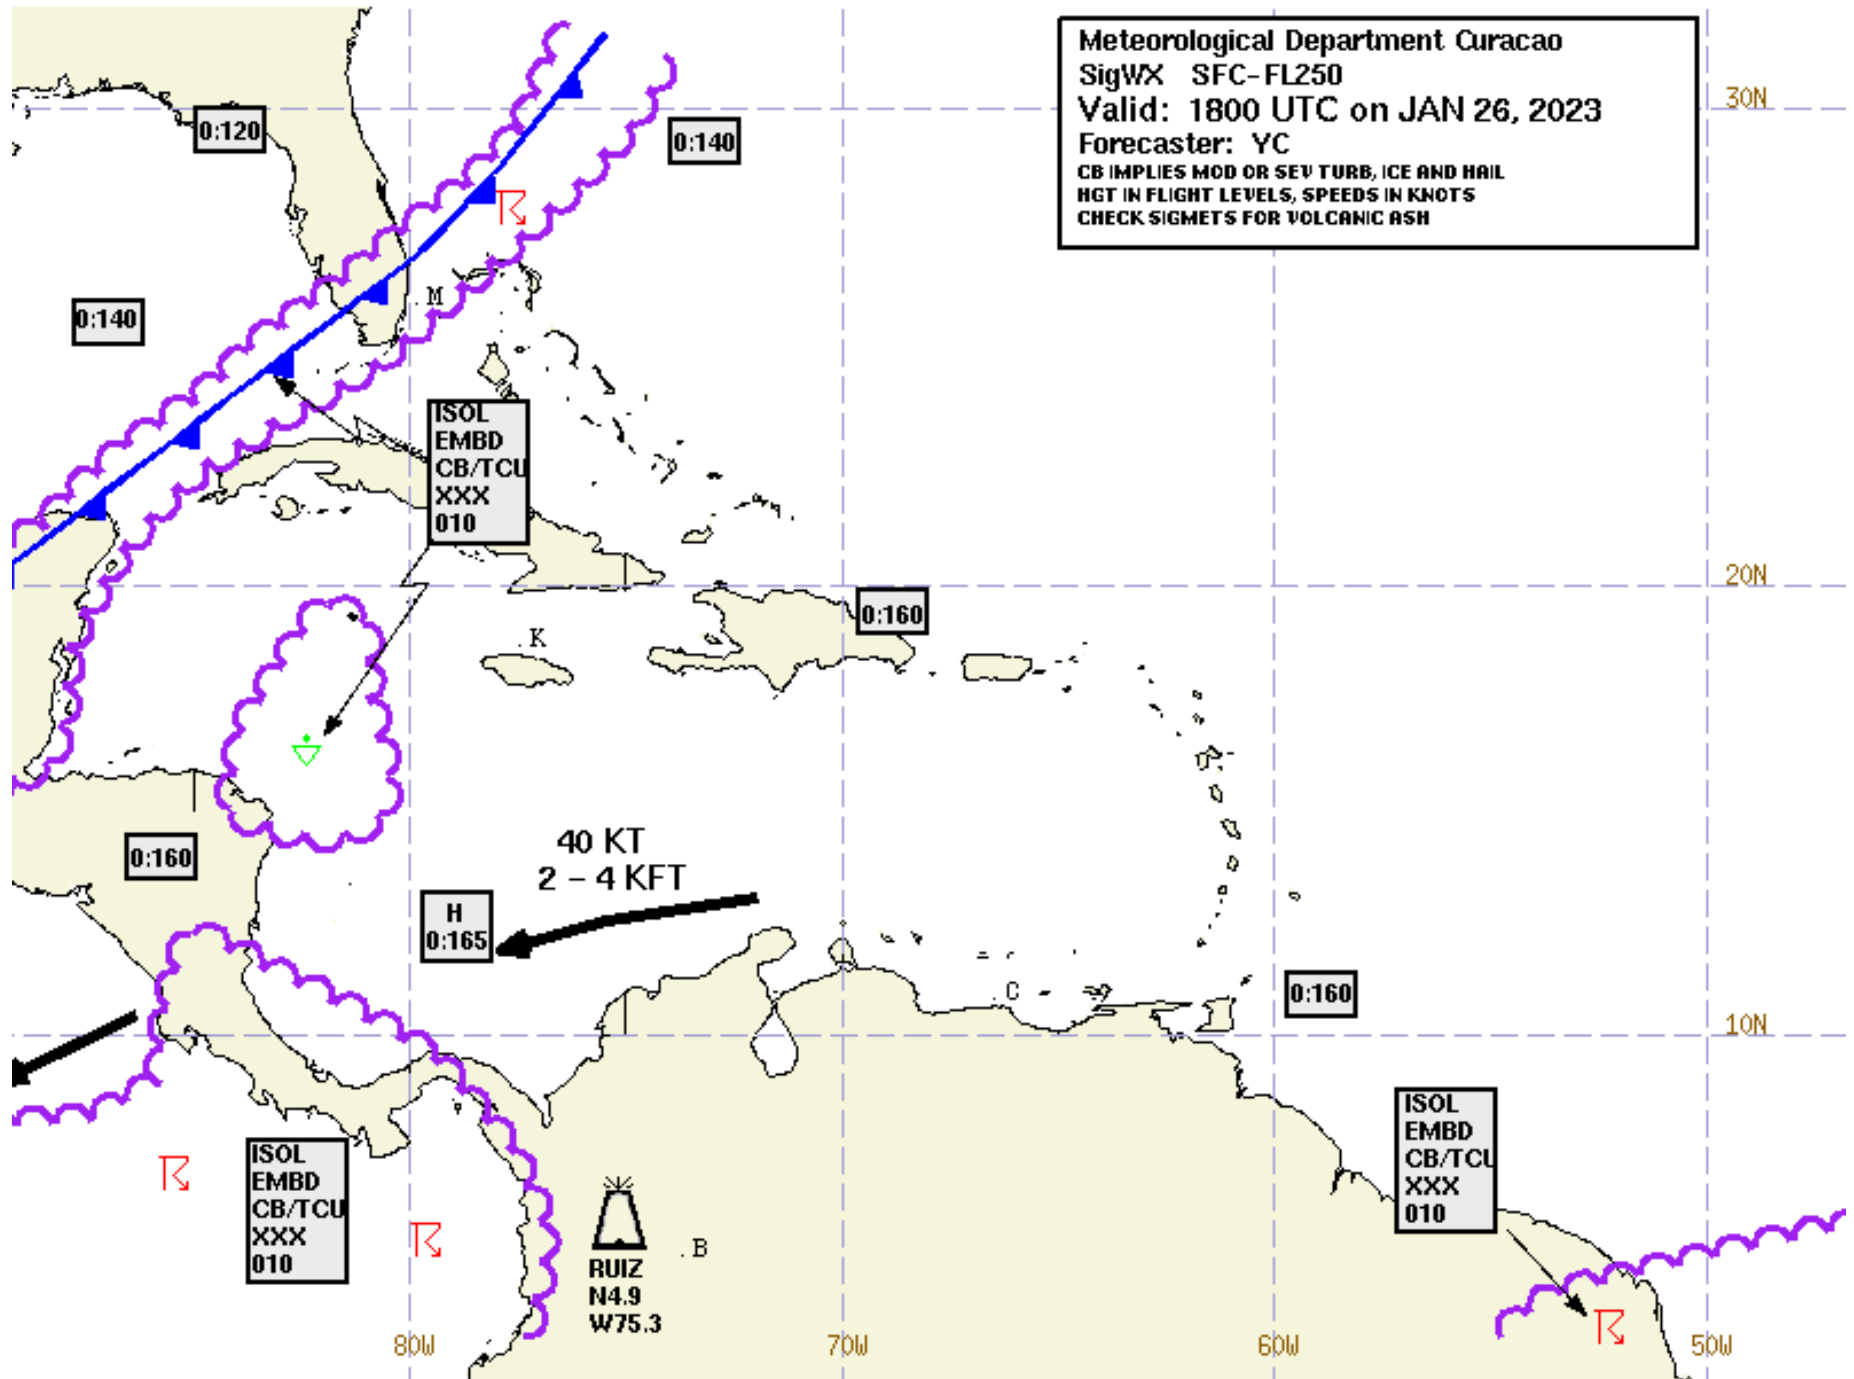 Meteorological Department Curacao
SigWX SFC-FL250
Valid: 1800 UTC on JAN 26, 2023
Forecaster: YC
CB IMPLIES MOD OR SEV TURB, ICE AND HAIL
HGT IN FLIGHT LEVELS, SPEEDS IN KNOTS
CHECK SIGMETS FOR VOLCANIC ASH
30N
0:120
0:140
M
0:140
ISOL
EMBD
CB/TCU
XXX
010
20N
0:160
K
40 KT
2 - 4 KFT
0:160
H
0:165
C
0:160
10N
ISOL
EMBD
CB/TCU
XXX
010
ISOL
EMBD
CB/TCU
XXX
010
B
RUIZ
N4.9
W75.3
80W
70W
60W
50W